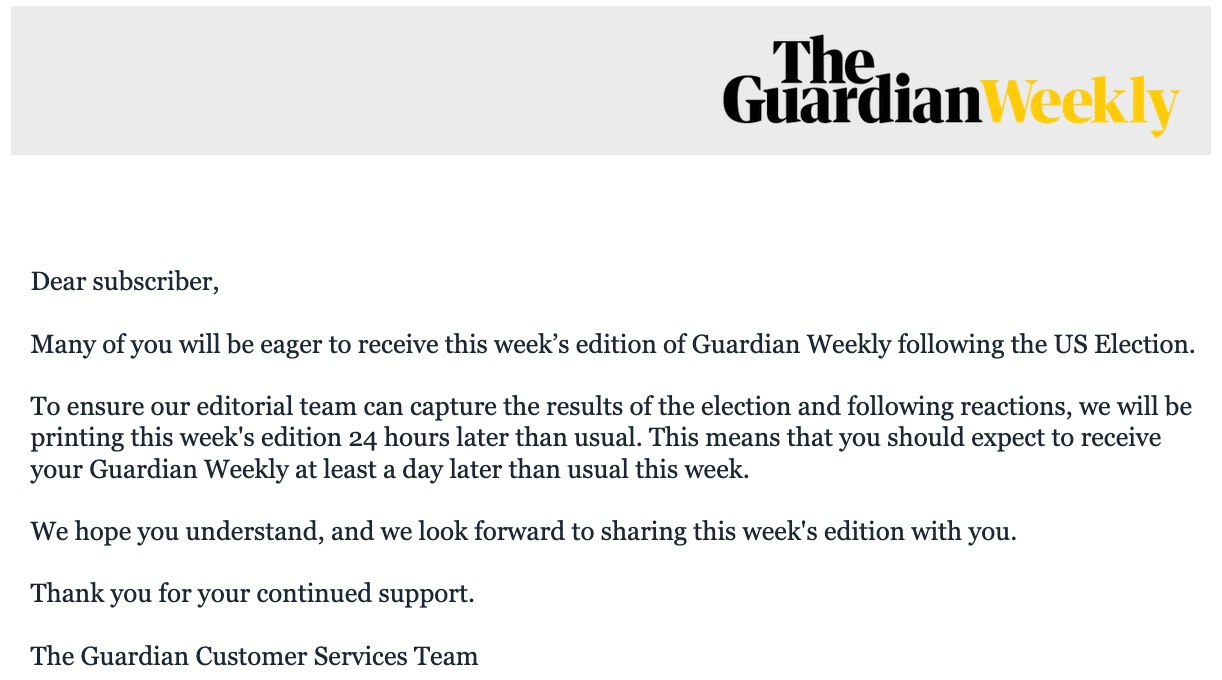 The
GuardianWeekly
Dear subscriber,
Many of you will be eager to receive this week’s edition of Guardian Weekly following the US Election.
To ensure our editorial team can capture the results of the election and following reactions, we will be
printing this week's edition 24 hours later than usual. This means that you should expect to receive
your Guardian Weekly at least a day later than usual this week.
We hope you understand, and we look forward to sharing this week's edition with you.
Thank you for your continued support.
The Guardian Customer Services Team